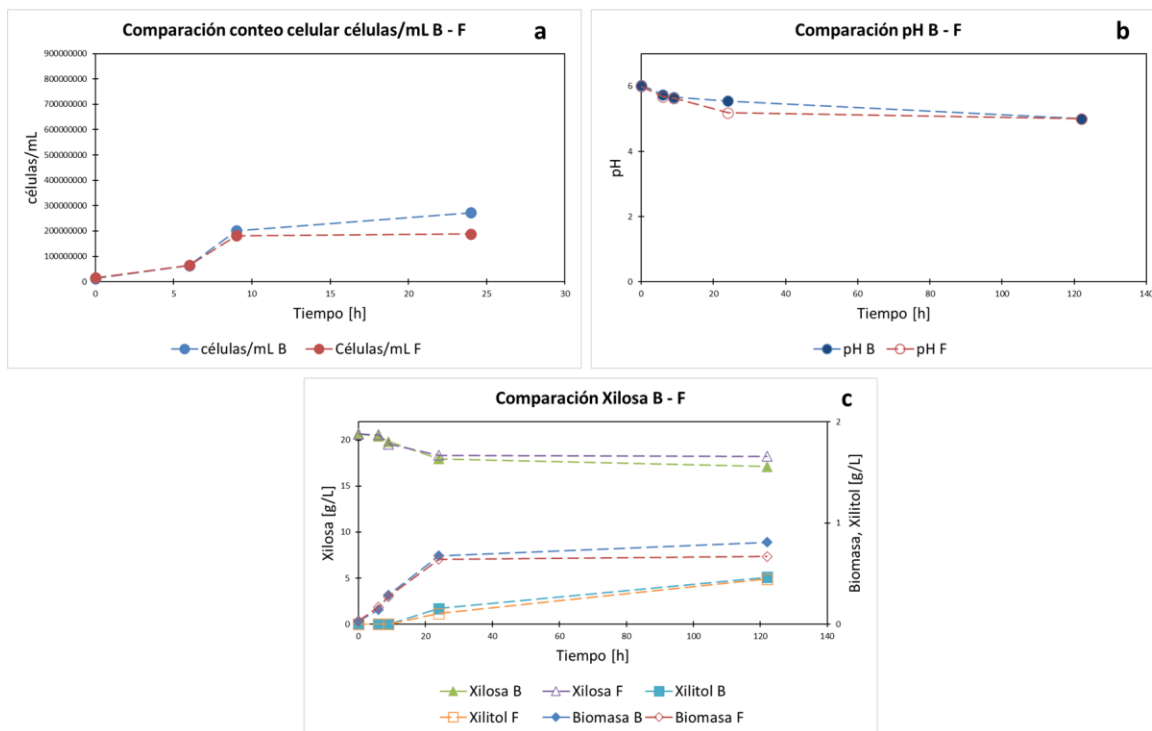 Comparación conteo celular células/mL B - F
a
900000000
800000000
700000000
600000000
500000000
400000000
300000000
200000000
100000000
0
células/mL
0 5 10 15 20 25 30
Tiempo [h]
células/mL B Células/mL F
Comparación pH B - F
b
6
4
2
0
pH
0 20 40 60 80 100 120 140
Tiempo [h]
pH B pH F
Comparación Xilosa B - F
c
20
15
10
5
0
Xilosa [g/L]
2
1
0
Biomasa, Xilitol [g/L]
0 20 40 60 80 100 120 140
Tiempo [h]
Xilosa B Xilosa F Xilitol B
Xilitol F Biomasa B Biomasa F